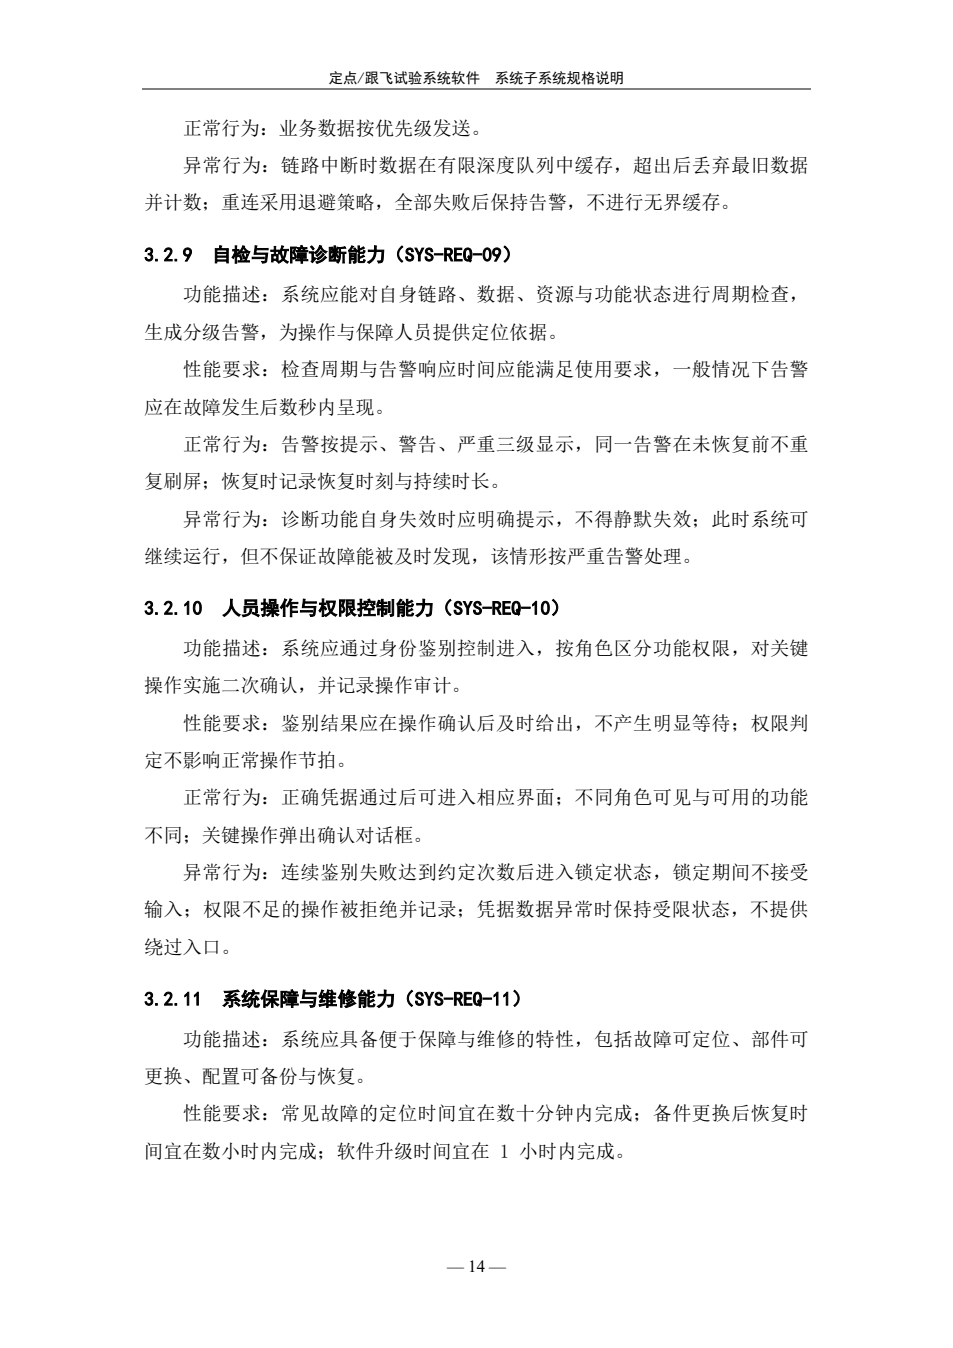 定点/跟飞试验系统软件　系统子系统规格说明
正常行为：业务数据按优先级发送。
异常行为：链路中断时数据在有限深度队列中缓存，超出后丢弃最旧数据
并计数；重连采用退避策略，全部失败后保持告警，不进行无界缓存。
3.2.9　自检与故障诊断能力（SYS-REQ-09）
功能描述：系统应能对自身链路、数据、资源与功能状态进行周期检查，
生成分级告警，为操作与保障人员提供定位依据。
性能要求：检查周期与告警响应时间应能满足使用要求，一般情况下告警
应在故障发生后数秒内呈现。
正常行为：告警按提示、警告、严重三级显示，同一告警在未恢复前不重
复刷屏；恢复时记录恢复时刻与持续时长。
异常行为：诊断功能自身失效时应明确提示，不得静默失效；此时系统可
继续运行，但不保证故障能被及时发现，该情形按严重告警处理。
3.2.10　人员操作与权限控制能力（SYS-REQ-10）
功能描述：系统应通过身份鉴别控制进入，按角色区分功能权限，对关键
操作实施二次确认，并记录操作审计。
性能要求：鉴别结果应在操作确认后及时给出，不产生明显等待；权限判
定不影响正常操作节拍。
正常行为：正确凭据通过后可进入相应界面；不同角色可见与可用的功能
不同；关键操作弹出确认对话框。
异常行为：连续鉴别失败达到约定次数后进入锁定状态，锁定期间不接受
输入；权限不足的操作被拒绝并记录；凭据数据异常时保持受限状态，不提供
绕过入口。
3.2.11　系统保障与维修能力（SYS-REQ-11）
功能描述：系统应具备便于保障与维修的特性，包括故障可定位、部件可
更换、配置可备份与恢复。
性能要求：常见故障的定位时间宜在数十分钟内完成；备件更换后恢复时
间宜在数小时内完成；软件升级时间宜在 1 小时内完成。
— 14 —